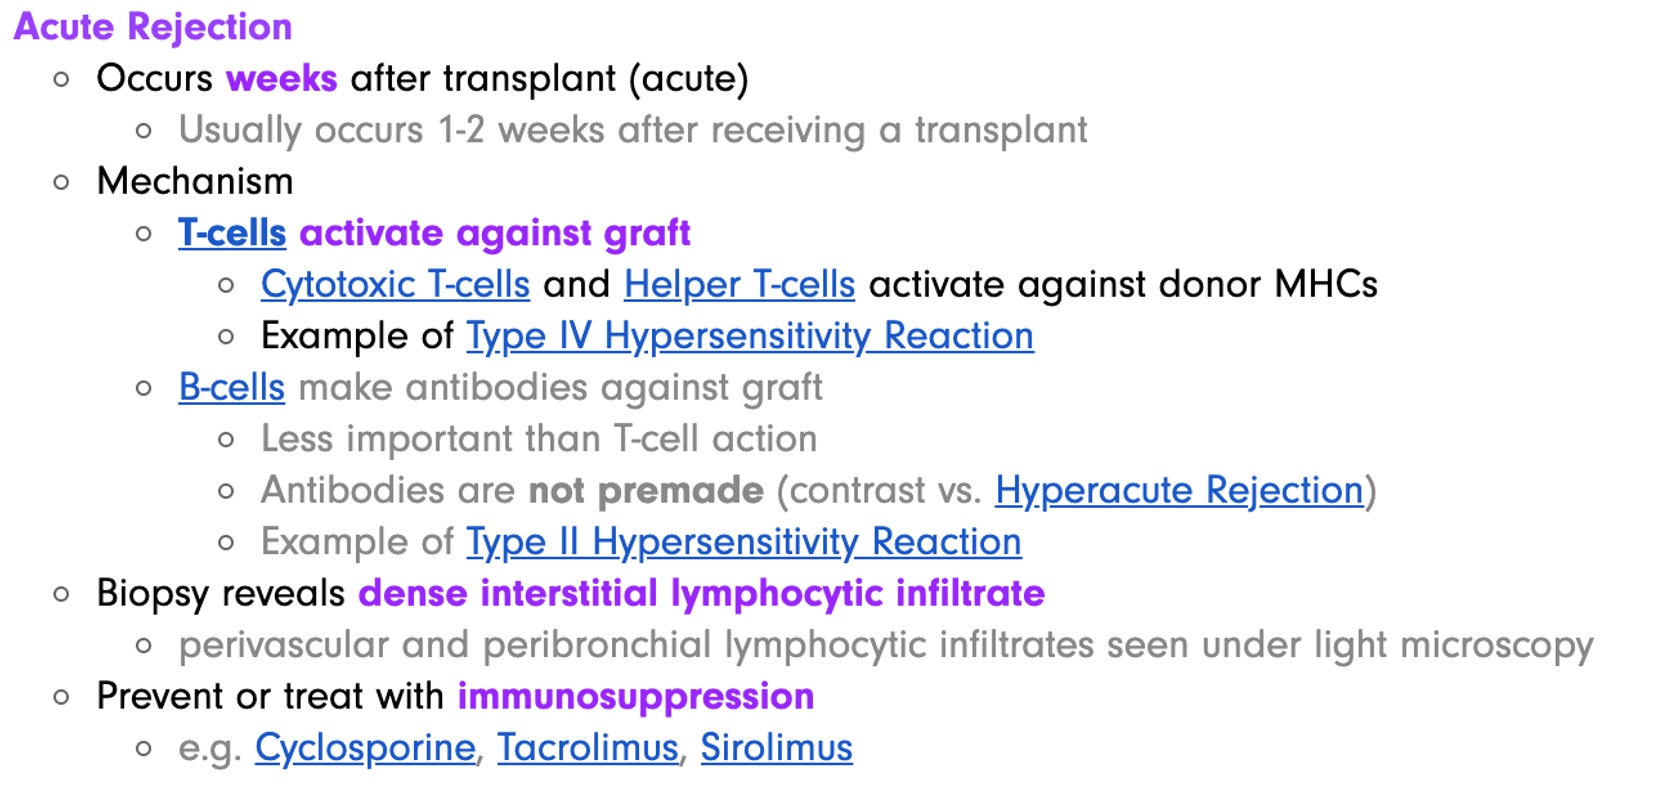 Acute Rejection
Occurs weeks after transplant (acute)
Usually occurs 1-2 weeks after receiving a transplant
Mechanism
T-cells activate against graft
Cytotoxic T-cells and Helper T-cells activate against donor MHCs
Example of Type IV Hypersensitivity Reaction
B-cells make antibodies against graft
Less important than T-cell action
Antibodies are not premade (contrast vs. Hyperacute Rejection)
Example of Type II Hypersensitivity Reaction
Biopsy reveals dense interstitial lymphocytic infiltrate
perivascular and peribronchial lymphocytic infiltrates seen under light microscopy
Prevent or treat with immunosuppression
e.g. Cyclosporine, Tacrolimus, Sirolimus